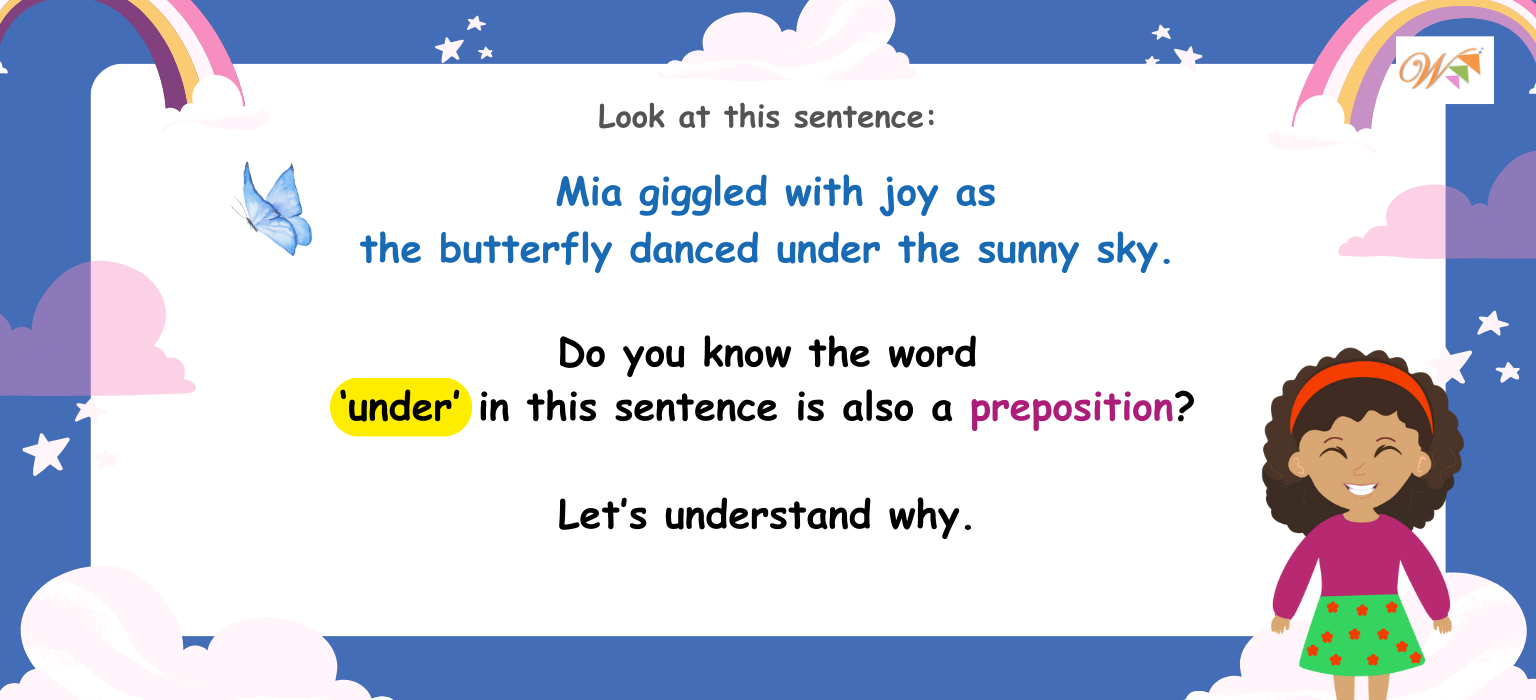 Look at this sentence:
Mia giggled with joy as
the butterfly danced under the sunny sky.
Do you know the word
‘under’ in this sentence is also a preposition?
Let’s understand why.
W